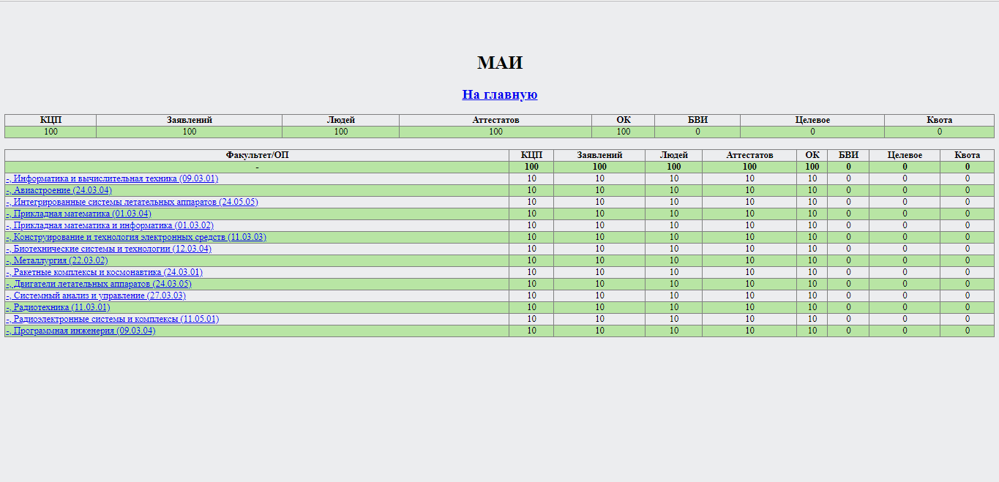 МАИ
На главную
КЦП Заявлений Людей Аттестатов ОК БВИ Целевое Квота
100 100 100 100 100 0 0 0
Факультет/ОП КЦП Заявлений Людей Аттестатов ОК БВИ Целевое Квота
- 100 100 100 100 100 0 0 0
-, Информатика и вычислительная техника (09.03.01) 10 10 10 10 10 0 0 0
-, Авиастроение (24.03.04) 10 10 10 10 10 0 0 0
-, Интегрированные системы летательных аппаратов (24.05.05) 10 10 10 10 10 0 0 0
-, Прикладная математика (01.03.04) 10 10 10 10 10 0 0 0
-, Прикладная математика и информатика (01.03.02) 10 10 10 10 10 0 0 0
-, Конструирование и технология электронных средств (11.03.03) 10 10 10 10 10 0 0 0
-, Биотехнические системы и технологии (12.03.04) 10 10 10 10 10 0 0 0
-, Металлургия (22.03.02) 10 10 10 10 10 0 0 0
-, Ракетные комплексы и космонавтика (24.03.01) 10 10 10 10 10 0 0 0
-, Двигатели летательных аппаратов (24.03.05) 10 10 10 10 10 0 0 0
-, Системный анализ и управление (27.03.03) 10 10 10 10 10 0 0 0
-, Радиотехника (11.03.01) 10 10 10 10 10 0 0 0
-, Радиоэлектронные системы и комплексы (11.05.01) 10 10 10 10 10 0 0 0
-, Программная инженерия (09.03.04) 10 10 10 10 10 0 0 0